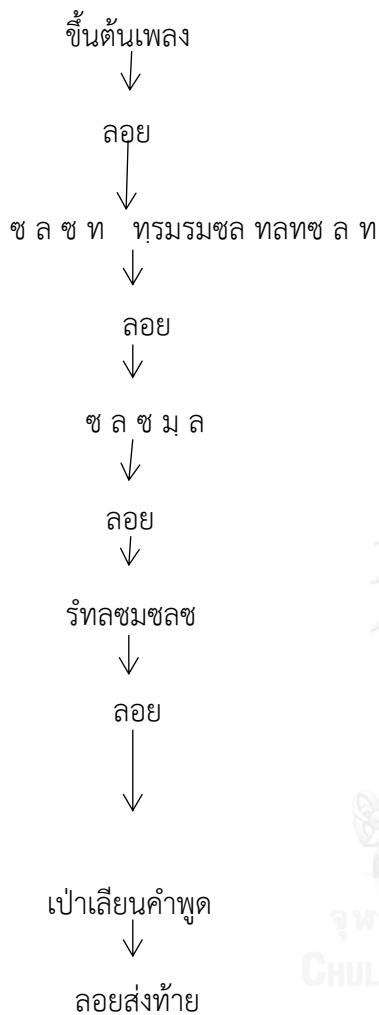 ขึ้นต้นเพลง
ลอย
ซ ล ซ ท ทฺรมรมซล ทลทซ ล ท
ลอย
ซ ล ซ มฺ ล
ลอย
รํทลซมซลซ
ลอย
เป่าเลียนคำพูด
ลอยส่งท้าย